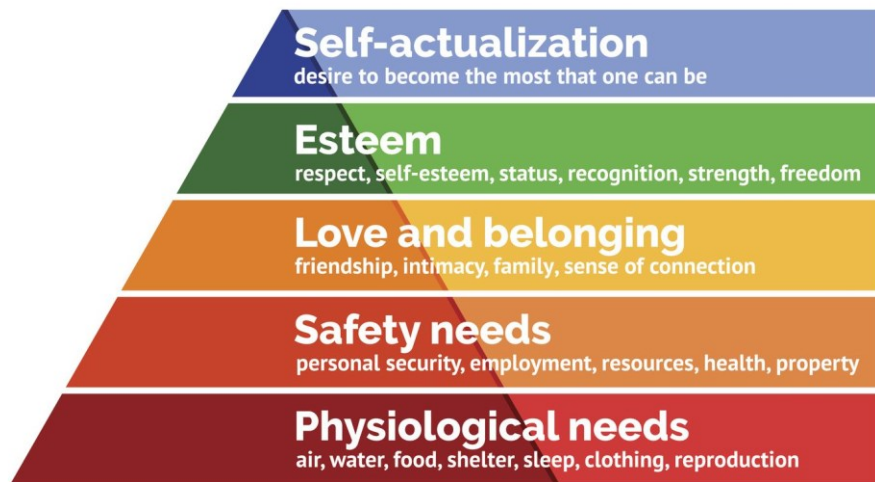 Self-actualization
desire to become the most that one can be
Esteem
respect, self-esteem, status, recognition, strength, freedom
Love and belonging
friendship, intimacy, family, sense of connection
Safety needs
personal security, employment, resources, health, property
Physiological needs
air, water, food, shelter, sleep, clothing, reproduction